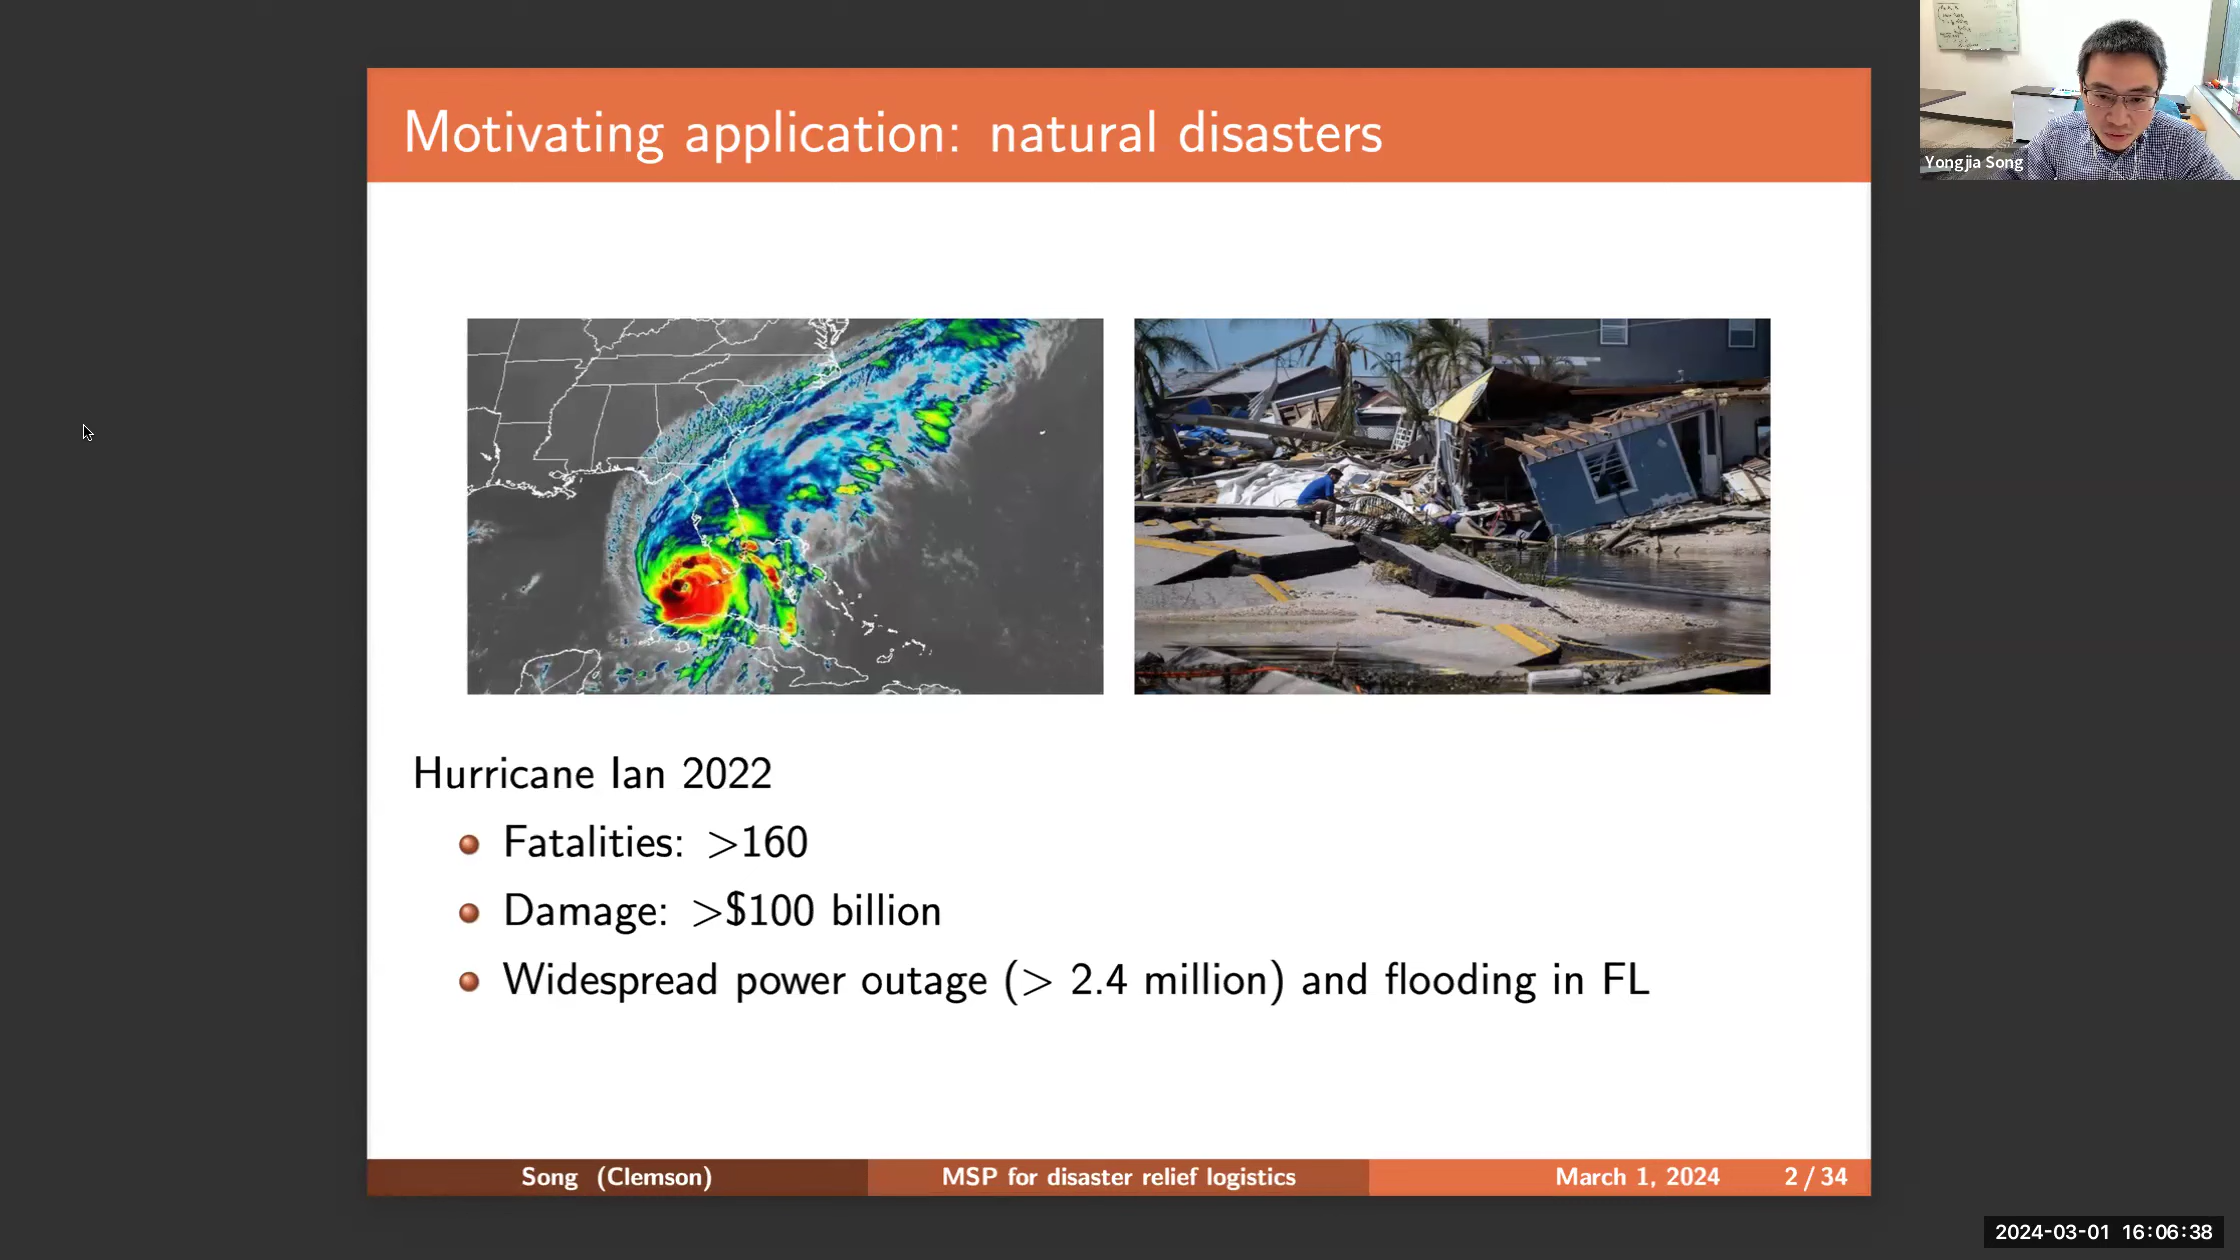 Motivating application: natural disasters
Yongjia Song
Hurricane Ian 2022
Fatalities: >160
Damage: >$100 billion
Widespread power outage (> 2.4 million) and flooding in FL
Song (Clemson)
MSP for disaster relief logistics
March 1, 2024
2 / 34
2024-03-01 16:06:38